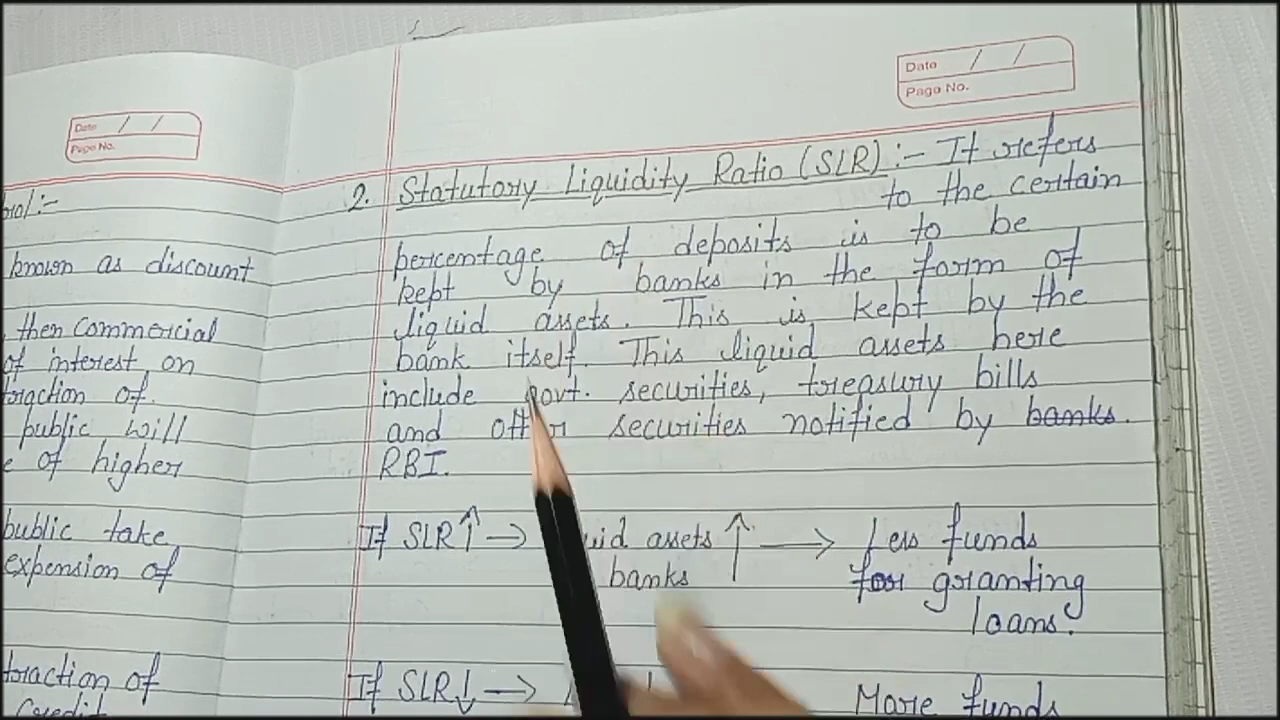 Date / /
Page No.
known as discount
then commercial
of interest on
public will
of higher
public take
expension of
of
Credit
Date / /
Page No.
2. Statutory Liquidity Ratio (SLR) :- It refers
to the certain
percentage of deposits is to be
kept by banks in the form of
liquid assets. This is kept by the
bank itself. This liquid assets here
include govt. securities, treasury bills
and other securities notified by banks.
RBI.
If SLR ↑ → assets ↑ → Less funds
banks for granting
loans.
If SLR ↓ → More funds